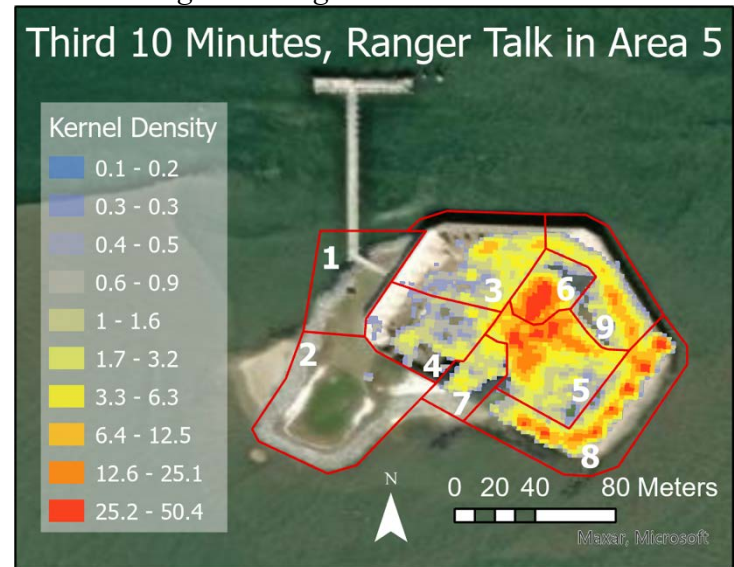 Third 10 Minutes, Ranger Talk in Area 5
Kernel Density
0.1 - 0.2
0.3 - 0.3
0.4 - 0.5
0.6 - 0.9
1 - 1.6
1.7 - 3.2
3.3 - 6.3
6.4 - 12.5
12.6 - 25.1
25.2 - 50.4
1
2
3
4
5
6
7
8
9
N
0 20 40 80 Meters
Maxar, Microsoft